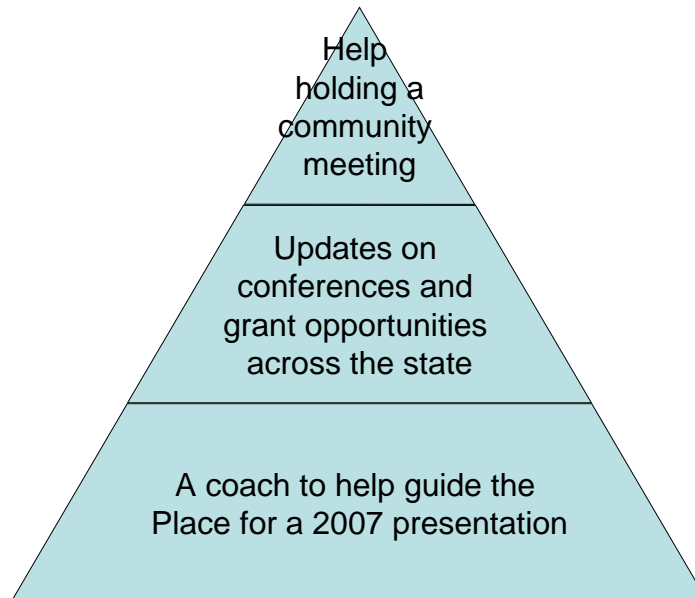 Help
holding a
community
meeting
Updates on
conferences and
grant opportunities
across the state
A coach to help guide the
Place for a 2007 presentation